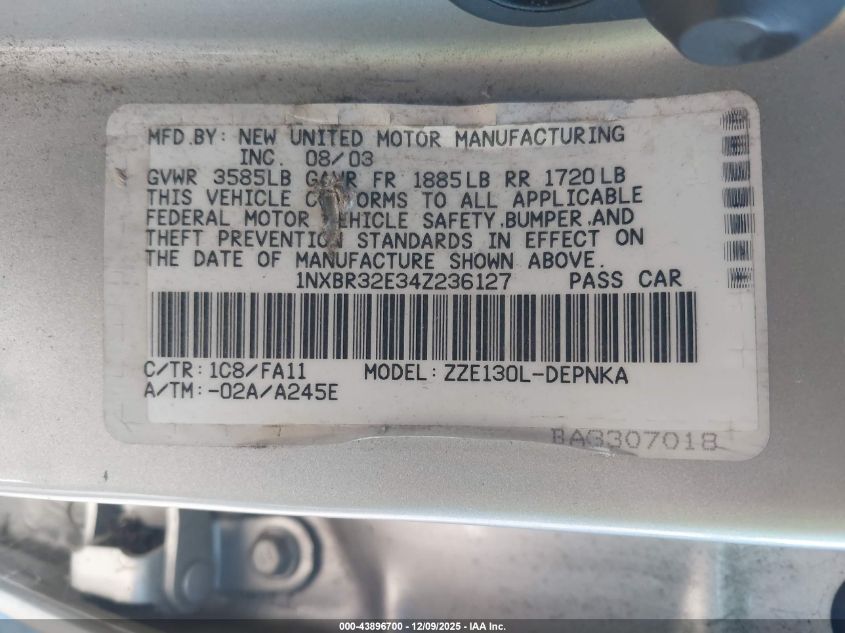 MFD.BY: NEW UNITED MOTOR MANUFACTURING
INC. 08/03
GVWR 3585LB GAWR FR 1885LB RR 1720LB
THIS VEHICLE CONFORMS TO ALL APPLICABLE
FEDERAL MOTOR VEHICLE SAFETY,BUMPER,AND
THEFT PREVENTION STANDARDS IN EFFECT ON
THE DATE OF MANUFACTURE SHOWN ABOVE.
1NXBR32E34Z236127 PASS CAR
C/TR: 1C8/FA11 MODEL: ZZE130L-DEPNKA
A/TM: -02A/A245E
BA3307018
000-43896700 - 12/09/2025 - IAA Inc.